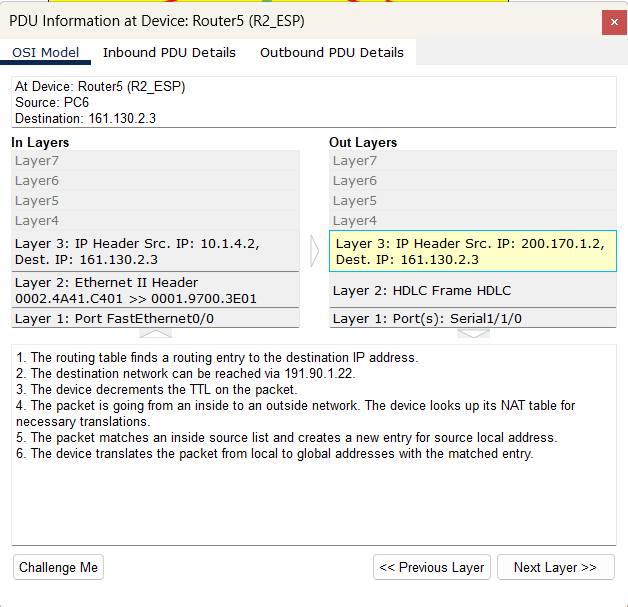 PDU Information at Device: Router5 (R2_ESP)
OSI Model
Inbound PDU Details
Outbound PDU Details
At Device: Router5 (R2_ESP)
Source: PC6
Destination: 161.130.2.3
In Layers
Layer7
Layer6
Layer5
Layer4
Layer 3: IP Header Src. IP: 10.1.4.2,
Dest. IP: 161.130.2.3
Layer 2: Ethernet II Header
0002.4A41.C401 >> 0001.9700.3E01
Layer 1: Port FastEthernet0/0
Out Layers
Layer7
Layer6
Layer5
Layer4
Layer 3: IP Header Src. IP: 200.170.1.2,
Dest. IP: 161.130.2.3
Layer 2: HDLC Frame HDLC
Layer 1: Port(s): Serial1/1/0
1. The routing table finds a routing entry to the destination IP address.
2. The destination network can be reached via 191.90.1.22.
3. The device decrements the TTL on the packet.
4. The packet is going from an inside to an outside network. The device looks up its NAT table for
necessary translations.
5. The packet matches an inside source list and creates a new entry for source local address.
6. The device translates the packet from local to global addresses with the matched entry.
Challenge Me
<< Previous Layer
Next Layer >>